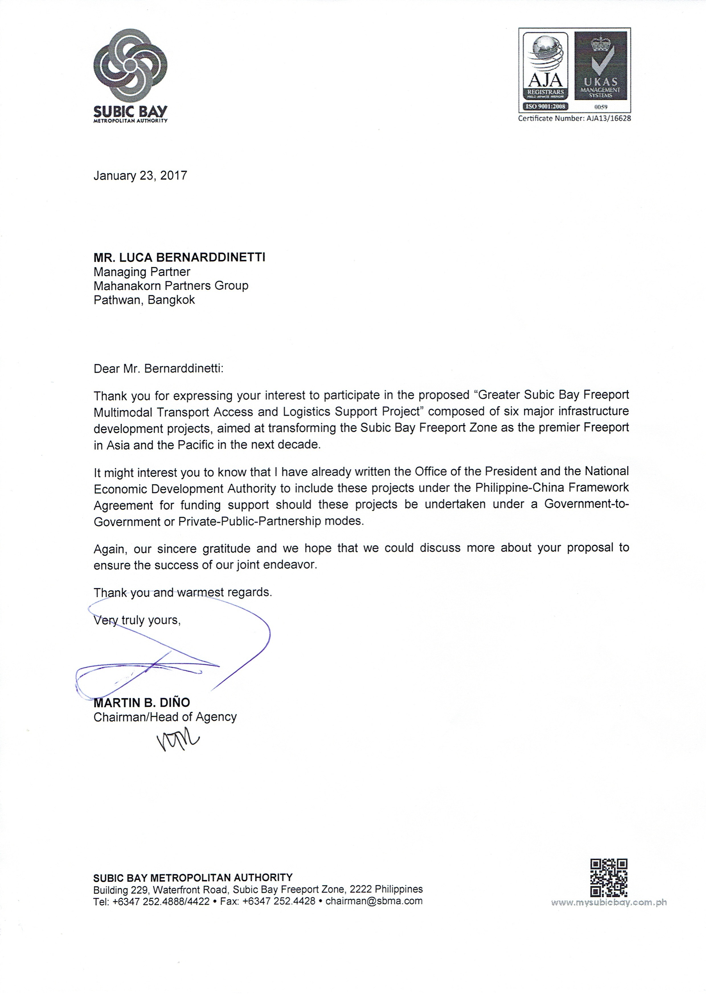 SUBIC BAY
METROPOLITAN AUTHORITY
AJA
REGISTRARS
ANGLO JAPANESE AMERICAN
ISO 9001:2008
UKAS
MANAGEMENT
SYSTEMS
0059
Certificate Number: AJA13/16628
January 23, 2017
MR. LUCA BERNARDDINETTI
Managing Partner
Mahanakorn Partners Group
Pathwan, Bangkok
Dear Mr. Bernarddinetti:
Thank you for expressing your interest to participate in the proposed “Greater Subic Bay Freeport
Multimodal Transport Access and Logistics Support Project” composed of six major infrastructure
development projects, aimed at transforming the Subic Bay Freeport Zone as the premier Freeport
in Asia and the Pacific in the next decade.
It might interest you to know that I have already written the Office of the President and the National
Economic Development Authority to include these projects under the Philippine-China Framework
Agreement for funding support should these projects be undertaken under a Government-to-
Government or Private-Public-Partnership modes.
Again, our sincere gratitude and we hope that we could discuss more about your proposal to
ensure the success of our joint endeavor.
Thank you and warmest regards.
Very truly yours,
MARTIN B. DIÑO
Chairman/Head of Agency
SUBIC BAY METROPOLITAN AUTHORITY
Building 229, Waterfront Road, Subic Bay Freeport Zone, 2222 Philippines
Tel: +6347 252.4888/4422 • Fax: +6347 252.4428 • chairman@sbma.com
www.mysubicbay.com.ph